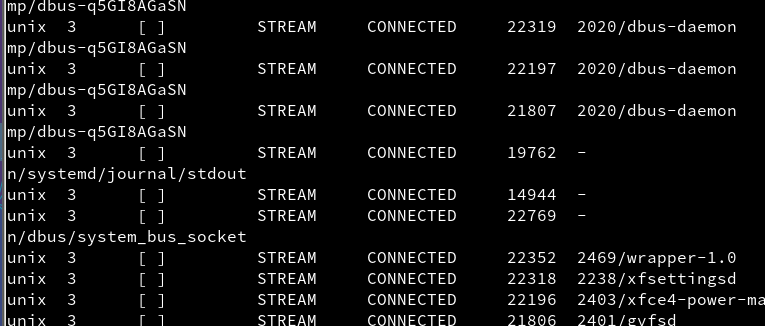 mp/dbus-q5GI8AGaSN
unix 3 [ ] STREAM CONNECTED 22319 2020/dbus-daemon
mp/dbus-q5GI8AGaSN
unix 3 [ ] STREAM CONNECTED 22197 2020/dbus-daemon
mp/dbus-q5GI8AGaSN
unix 3 [ ] STREAM CONNECTED 21807 2020/dbus-daemon
mp/dbus-q5GI8AGaSN
unix 3 [ ] STREAM CONNECTED 19762 -
n/systemd/journal/stdout
unix 3 [ ] STREAM CONNECTED 14944 -
unix 3 [ ] STREAM CONNECTED 22769 -
n/dbus/system_bus_socket
unix 3 [ ] STREAM CONNECTED 22352 2469/wrapper-1.0
unix 3 [ ] STREAM CONNECTED 22318 2238/xfsettingsd
unix 3 [ ] STREAM CONNECTED 22196 2403/xfce4-power-ma
unix 3 [ ] STREAM CONNECTED 21806 2401/gvfsd